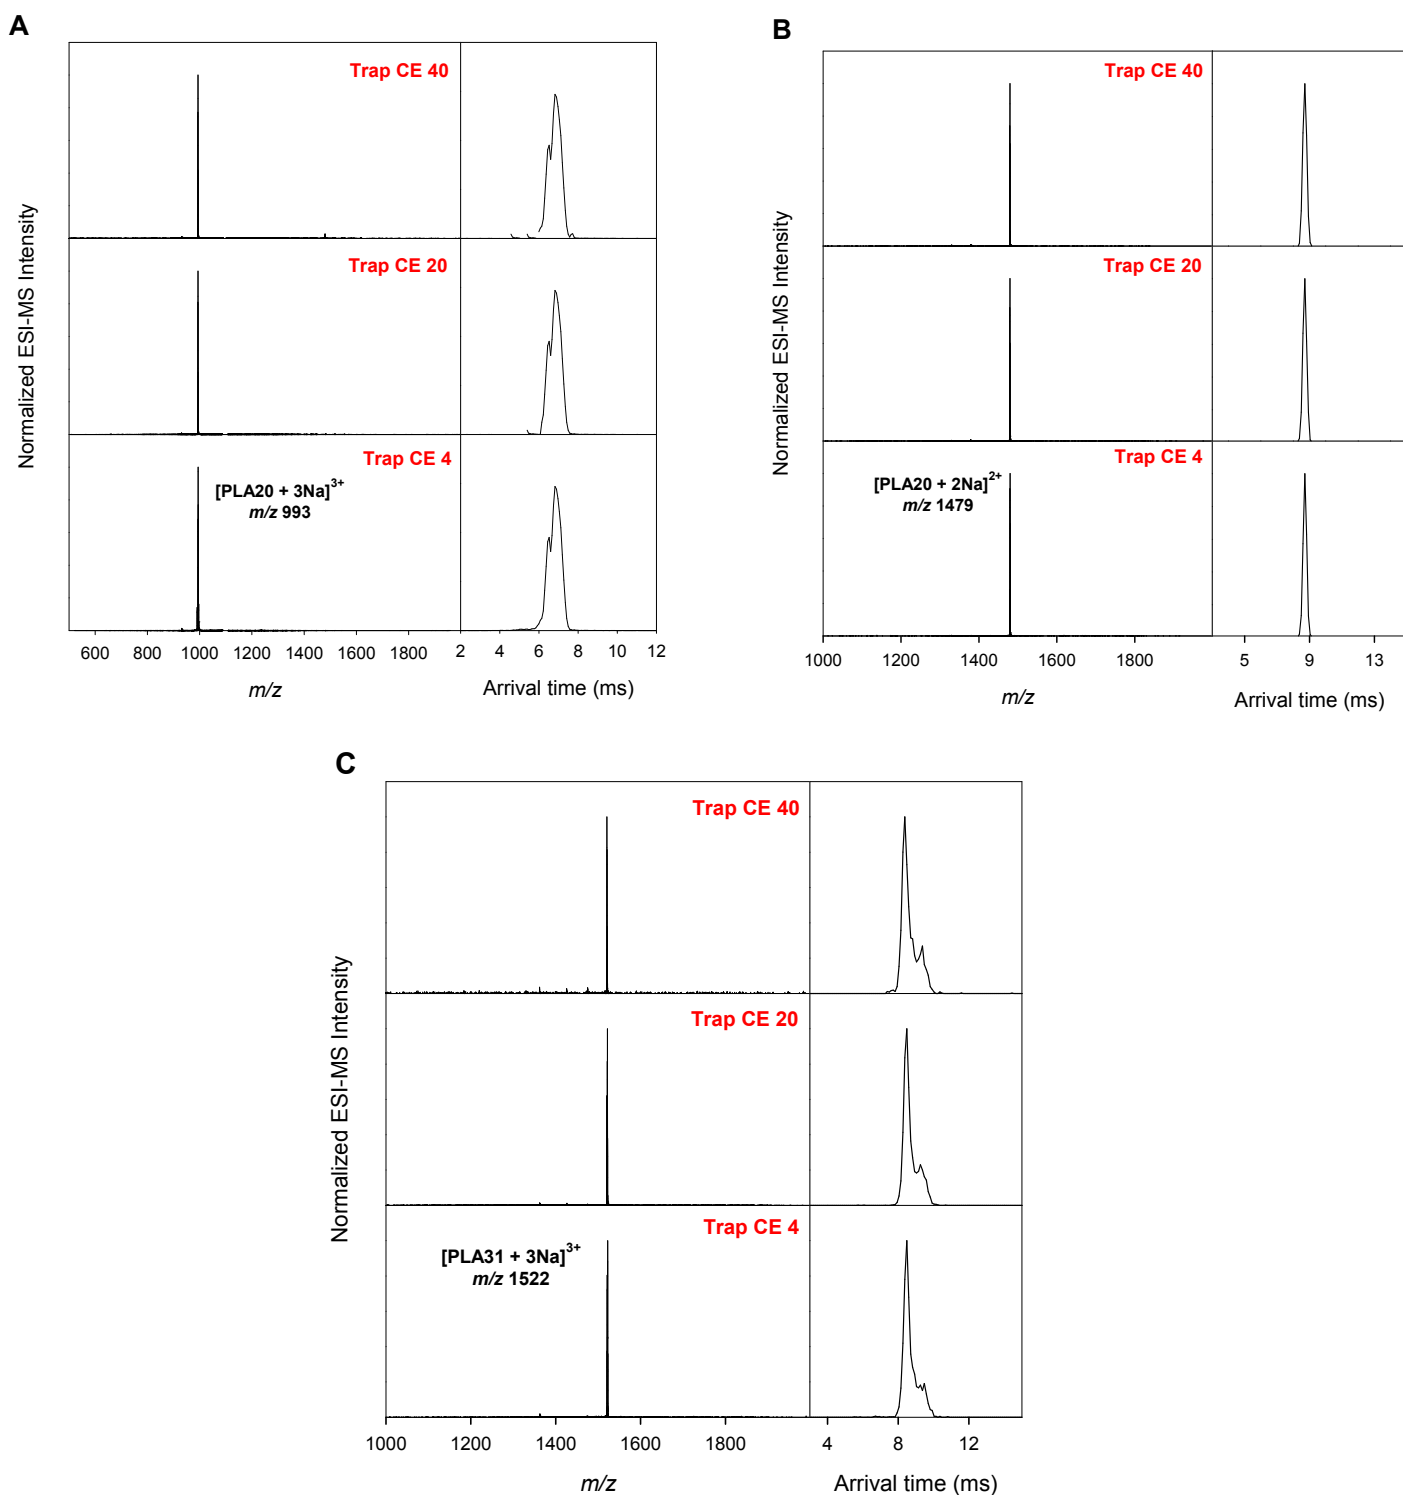 A
Normalized ESI-MS Intensity
Trap CE 40
Trap CE 20
Trap CE 4
[PLA20 + 3Na]3+
m/z 993
600 800 1000 1200 1400 1600 1800 2 4 6 8 10 12
m/z Arrival time (ms)
B
Normalized ESI-MS Intensity
Trap CE 40
Trap CE 20
Trap CE 4
[PLA20 + 2Na]2+
m/z 1479
1000 1200 1400 1600 1800 5 9 13
m/z Arrival time (ms)
C
Normalized ESI-MS Intensity
Trap CE 40
Trap CE 20
Trap CE 4
[PLA31 + 3Na]3+
m/z 1522
1000 1200 1400 1600 1800 4 8 12
m/z Arrival time (ms)